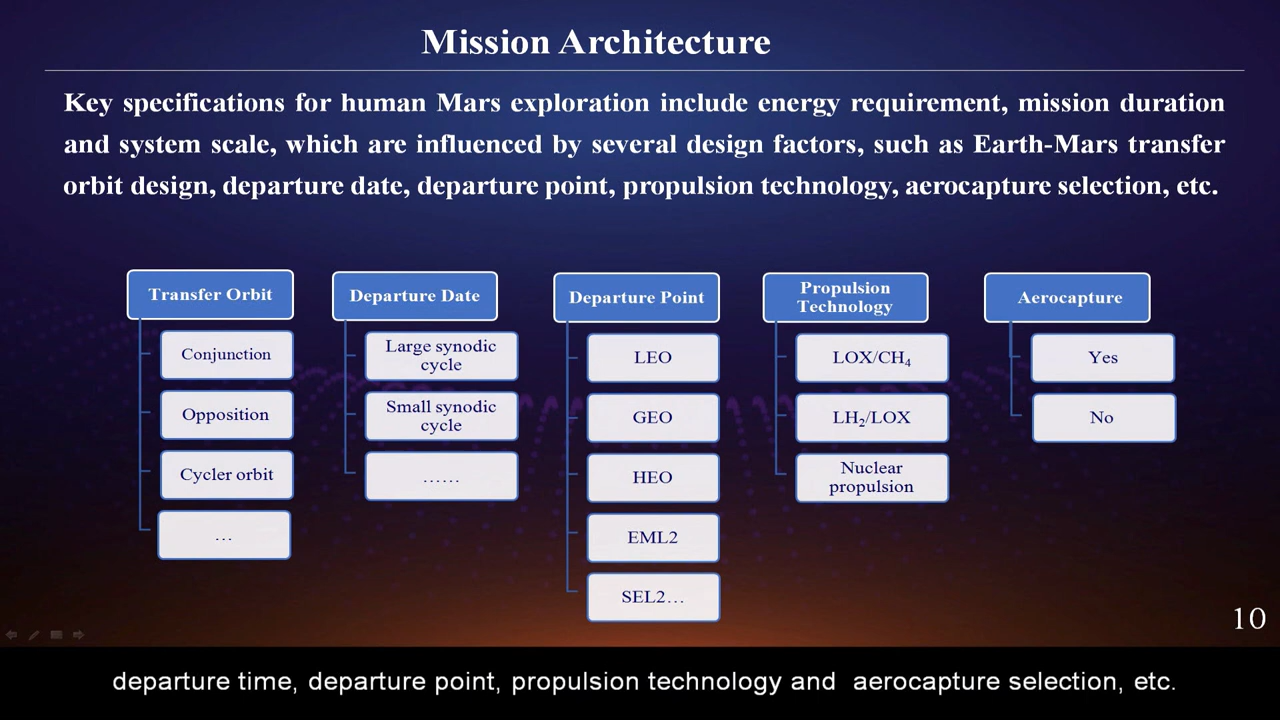 Mission Architecture
Key specifications for human Mars exploration include energy requirement, mission duration
and system scale, which are influenced by several design factors, such as Earth-Mars transfer
orbit design, departure date, departure point, propulsion technology, aerocapture selection, etc.
Transfer Orbit
Conjunction
Opposition
Cycler orbit
…
Departure Date
Large synodic
cycle
Small synodic
cycle
……
Departure Point
LEO
GEO
HEO
EML2
SEL2…
Propulsion
Technology
LOX/CH₄
LH₂/LOX
Nuclear
propulsion
Aerocapture
Yes
No
10
departure time, departure point, propulsion technology and  aerocapture selection, etc.